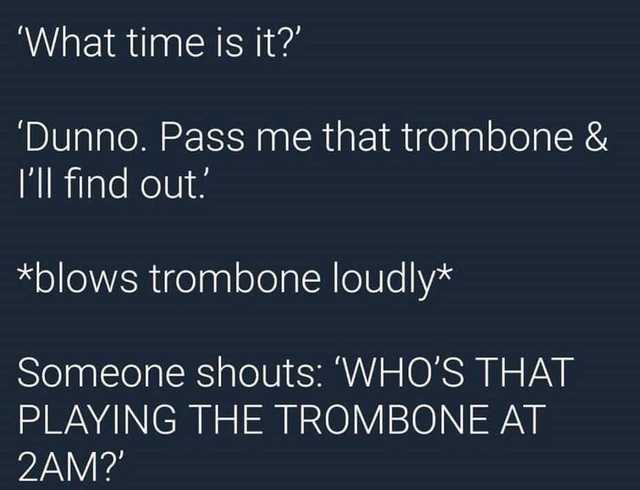 ‘What time is it?’
‘Dunno. Pass me that trombone &
I’ll find out.’
*blows trombone loudly*
Someone shouts: ‘WHO’S THAT
PLAYING THE TROMBONE AT
2AM?’